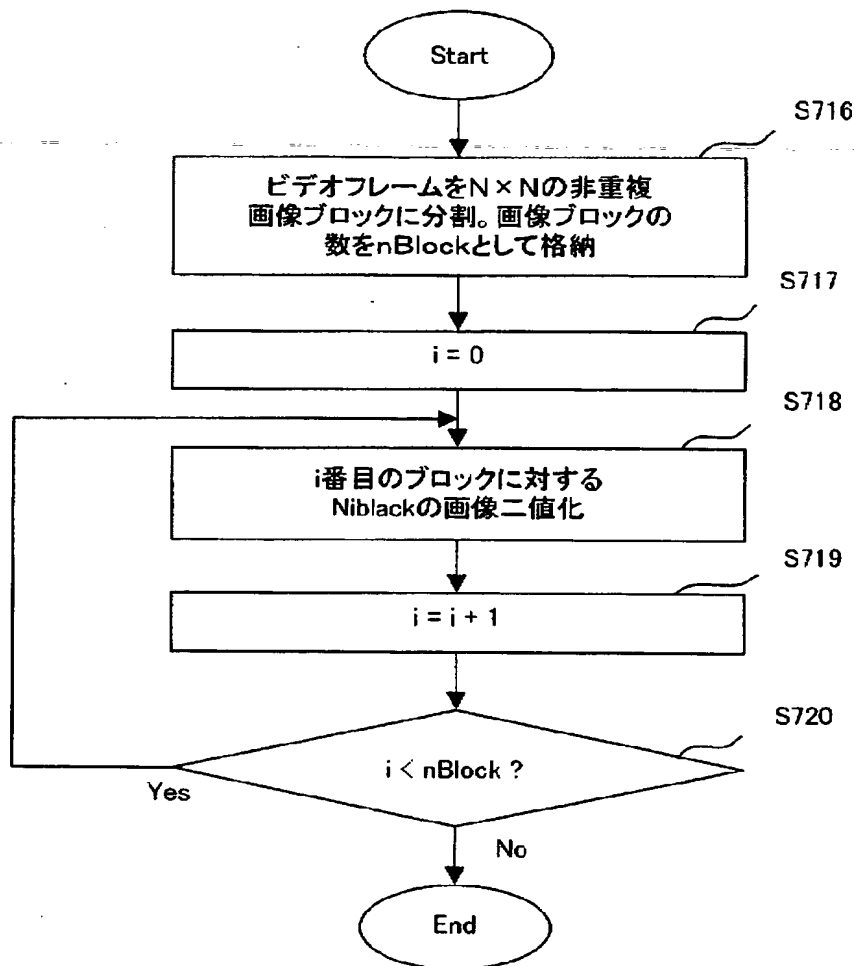 Start
S716
ビデオフレームをN×Nの非重複
画像ブロックに分割。画像ブロックの
数をnBlockとして格納
S717
i = 0
S718
i番目のブロックに対する
Niblackの画像二値化
S719
i = i + 1
S720
i < nBlock ?
Yes
No
End